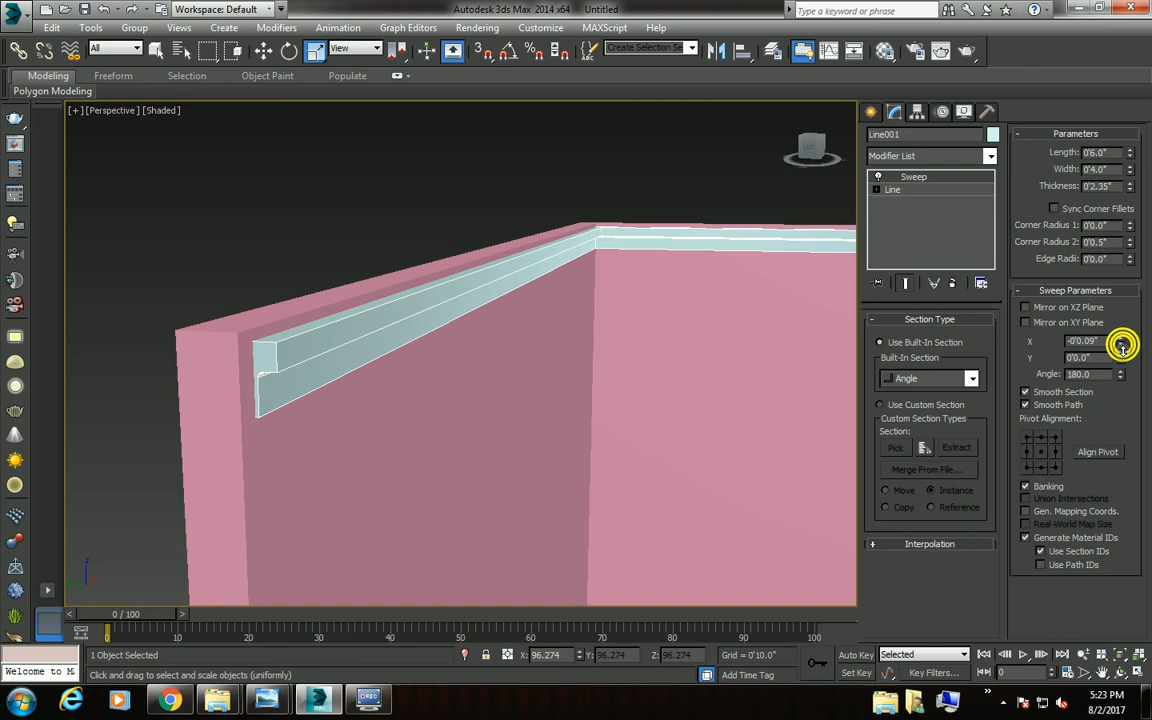 Workspace: Default
Autodesk 3ds Max 2014 x64 Untitled
Type a keyword or phrase
Edit Tools Group Views Create Modifiers Animation Graph Editors Rendering Customize MAXScript Help
All View Create Selection Se
Modeling Freeform Selection Object Paint Populate
Polygon Modeling
[+] [Perspective] [Shaded]
Line001
Modifier List
Sweep
Line
- Section Type
Use Built-In Section
Built-In Section
Angle
Use Custom Section
Custom Section Types
Section:
Pick Extract
Merge From File...
Move Instance
Copy Reference
+ Interpolation
- Parameters
Length: 0'6.0"
Width: 0'4.0"
Thickness: 0'2.35"
Sync Corner Fillets
Corner Radius 1: 0'0.0"
Corner Radius 2: 0'0.5"
Edge Radii: 0'0.0"
- Sweep Parameters
Mirror on XZ Plane
Mirror on XY Plane
X -0'0.09"
Y 0'0.0"
Angle: 180.0
Smooth Section
Smooth Path
Pivot Alignment:
Align Pivot
Banking
Union Intersections
Gen. Mapping Coords.
Real-World Map Size
Generate Material IDs
Use Section IDs
Use Path IDs
0 / 100
0 10 20 30 40 50 60 70 80 90 100
1 Object Selected X: 96.274 Y: 96.274 Z: 96.274 Grid = 0'10.0" Auto Key Selected
Welcome to M Click and drag to select and scale objects (uniformly) Add Time Tag Set Key Key Filters... 0
5:23 PM
8/2/2017